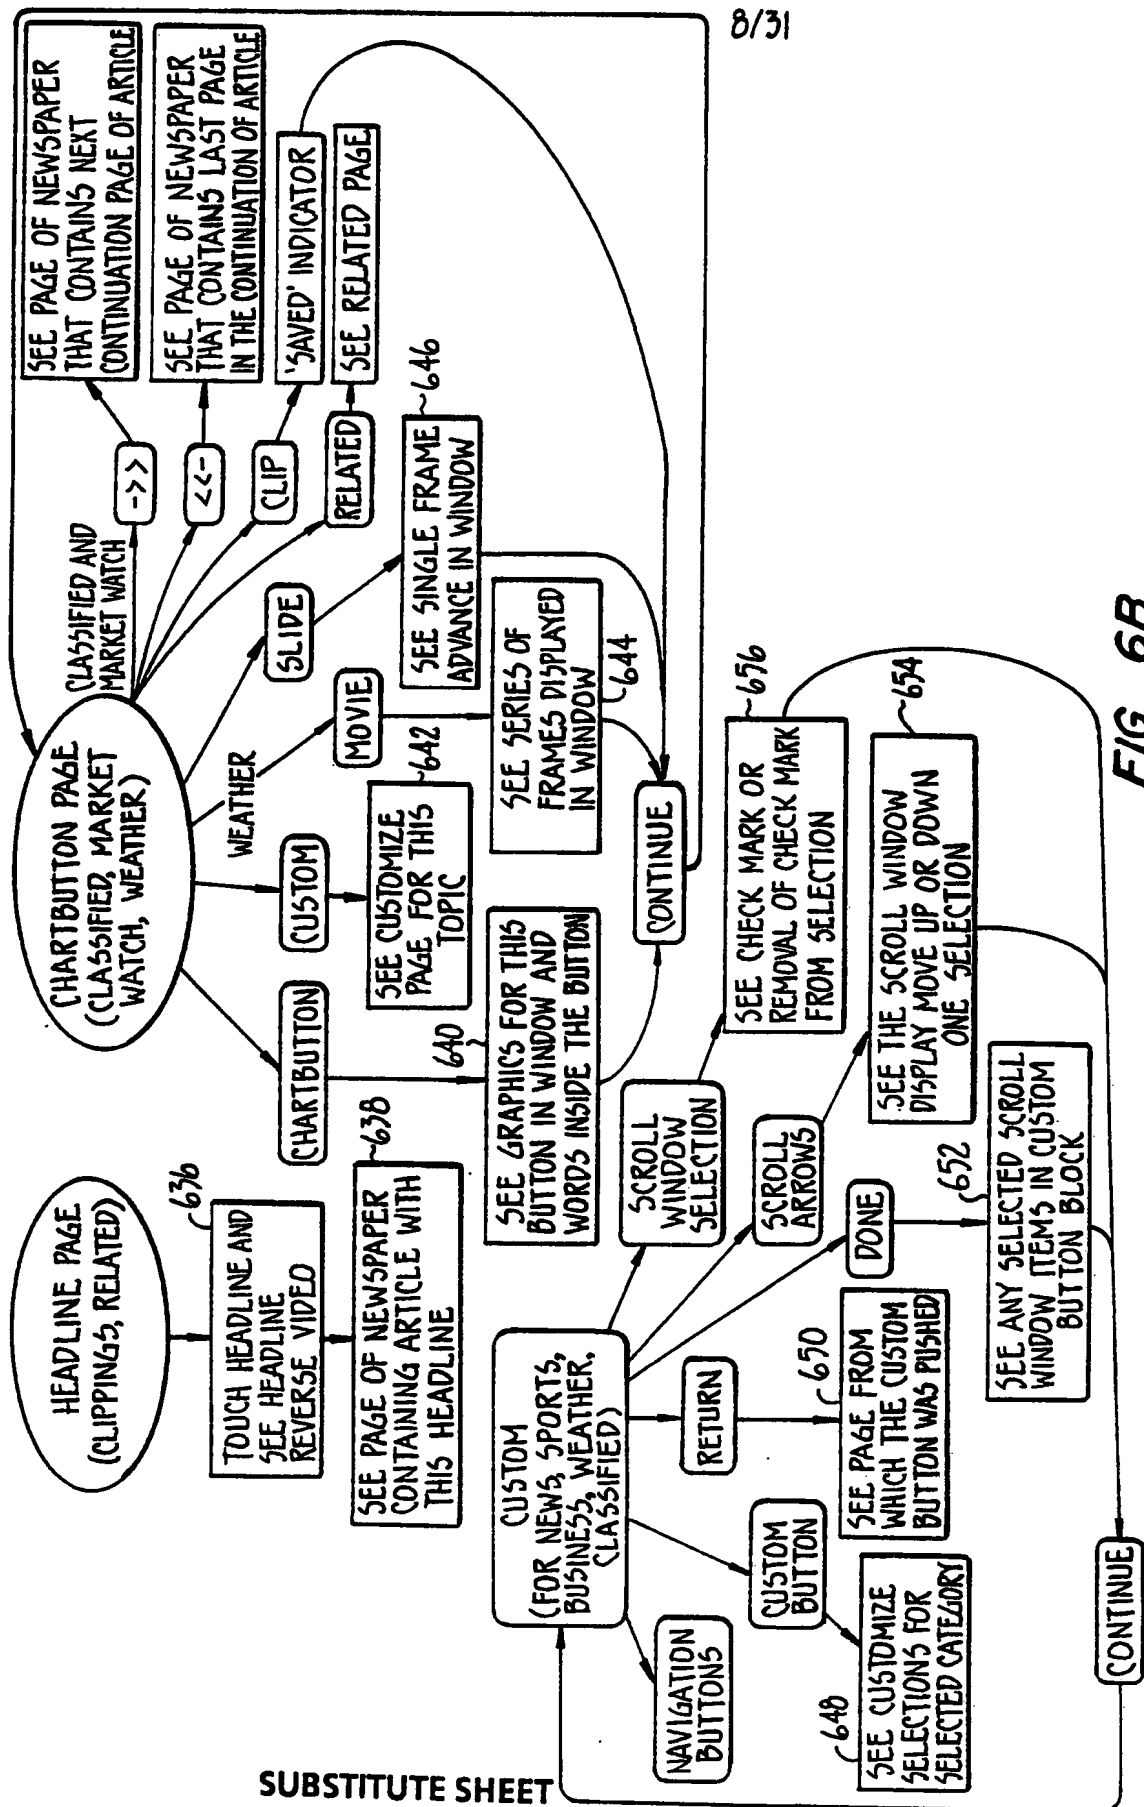 8/31
HEADLINE PAGE
(CLIPPINGS, RELATED)
636
TOUCH HEADLINE AND
SEE HEADLINE
REVERSE VIDEO
638
SEE PAGE OF NEWSPAPER
CONTAINING ARTICLE WITH
THIS HEADLINE
CHARTBUTTON PAGE
(CLASSIFIED, MARKET
WATCH, WEATHER)
CHARTBUTTON
640
SEE GRAPHICS FOR THIS
BUTTON IN WINDOW AND
WORDS INSIDE THE BUTTON
CUSTOM
642
SEE CUSTOMIZE
PAGE FOR THIS
TOPIC
WEATHER
MOVIE
SEE SERIES OF
FRAMES DISPLAYED
IN WINDOW
644
SLIDE
646
SEE SINGLE FRAME
ADVANCE IN WINDOW
CLASSIFIED AND
MARKET WATCH
->>
SEE PAGE OF NEWSPAPER
THAT CONTAINS NEXT
CONTINUATION PAGE OF ARTICLE
<<-
SEE PAGE OF NEWSPAPER
THAT CONTAINS LAST PAGE
IN THE CONTINUATION OF ARTICLE
CLIP
'SAVED' INDICATOR
RELATED
SEE RELATED PAGE
CONTINUE
CUSTOM
(FOR NEWS, SPORTS,
BUSINESS, WEATHER,
CLASSIFIED)
NAVIGATION
BUTTONS
CUSTOM
BUTTON
648
SEE CUSTOMIZE
SELECTIONS FOR
SELECTED CATEGORY
RETURN
650
SEE PAGE FROM
WHICH THE CUSTOM
BUTTON WAS PUSHED
DONE
652
SEE ANY SELECTED SCROLL
WINDOW ITEMS IN CUSTOM
BUTTON BLOCK
SCROLL
ARROWS
654
SEE THE SCROLL WINDOW
DISPLAY MOVE UP OR DOWN
ONE SELECTION
SCROLL
WINDOW
SELECTION
656
SEE CHECK MARK OR
REMOVAL OF CHECK MARK
FROM SELECTION
CONTINUE
FIG. 6B
SUBSTITUTE SHEET